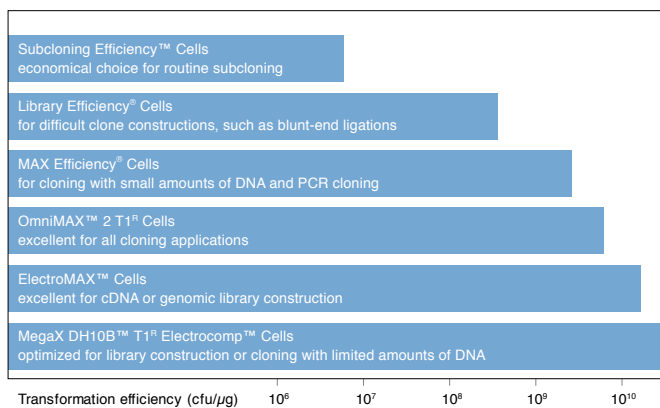 Subcloning Efficiency™ Cells
economical choice for routine subcloning
Library Efficiency® Cells
for difficult clone constructions, such as blunt-end ligations
MAX Efficiency® Cells
for cloning with small amounts of DNA and PCR cloning
OmniMAX™ 2 T1ᴿ Cells
excellent for all cloning applications
ElectroMAX™ Cells
excellent for cDNA or genomic library construction
MegaX DH10B™ T1ᴿ Electrocomp™ Cells
optimized for library construction or cloning with limited amounts of DNA
Transformation efficiency (cfu/µg) 10⁶ 10⁷ 10⁸ 10⁹ 10¹⁰